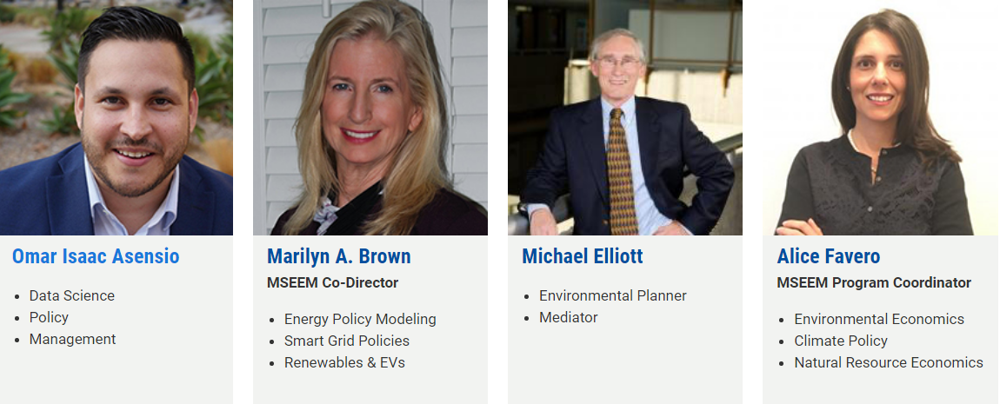 Omar Isaac Asensio
Data Science
Policy
Management
Marilyn A. Brown
MSEEM Co-Director
Energy Policy Modeling
Smart Grid Policies
Renewables & EVs
Michael Elliott
Environmental Planner
Mediator
Alice Favero
MSEEM Program Coordinator
Environmental Economics
Climate Policy
Natural Resource Economics